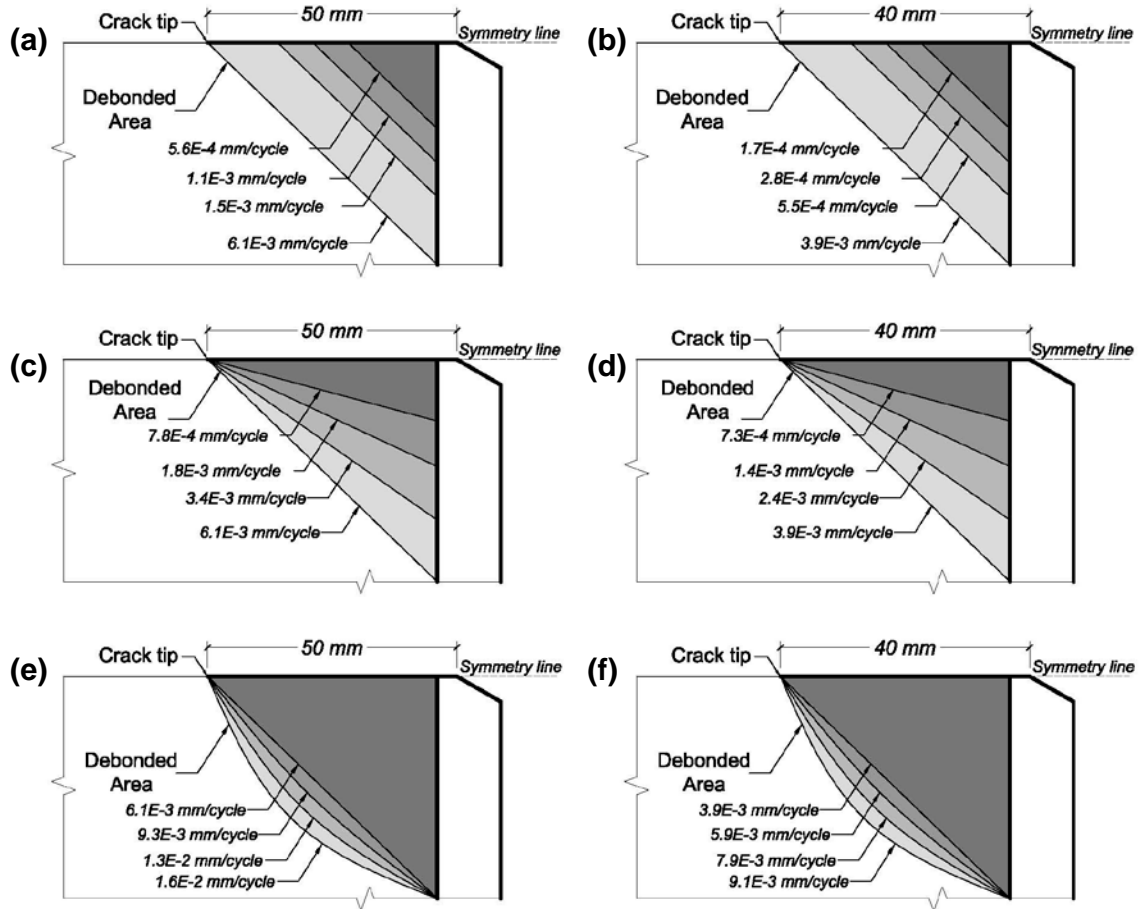 (a)
Crack tip
50 mm
Symmetry line
Debonded
Area
5.6E-4 mm/cycle
1.1E-3 mm/cycle
1.5E-3 mm/cycle
6.1E-3 mm/cycle
(b)
Crack tip
40 mm
Symmetry line
Debonded
Area
1.7E-4 mm/cycle
2.8E-4 mm/cycle
5.5E-4 mm/cycle
3.9E-3 mm/cycle
(c)
Crack tip
50 mm
Symmetry line
Debonded
Area
7.8E-4 mm/cycle
1.8E-3 mm/cycle
3.4E-3 mm/cycle
6.1E-3 mm/cycle
(d)
Crack tip
40 mm
Symmetry line
Debonded
Area
7.3E-4 mm/cycle
1.4E-3 mm/cycle
2.4E-3 mm/cycle
3.9E-3 mm/cycle
(e)
Crack tip
50 mm
Symmetry line
Debonded
Area
6.1E-3 mm/cycle
9.3E-3 mm/cycle
1.3E-2 mm/cycle
1.6E-2 mm/cycle
(f)
Crack tip
40 mm
Symmetry line
Debonded
Area
3.9E-3 mm/cycle
5.9E-3 mm/cycle
7.9E-3 mm/cycle
9.1E-3 mm/cycle